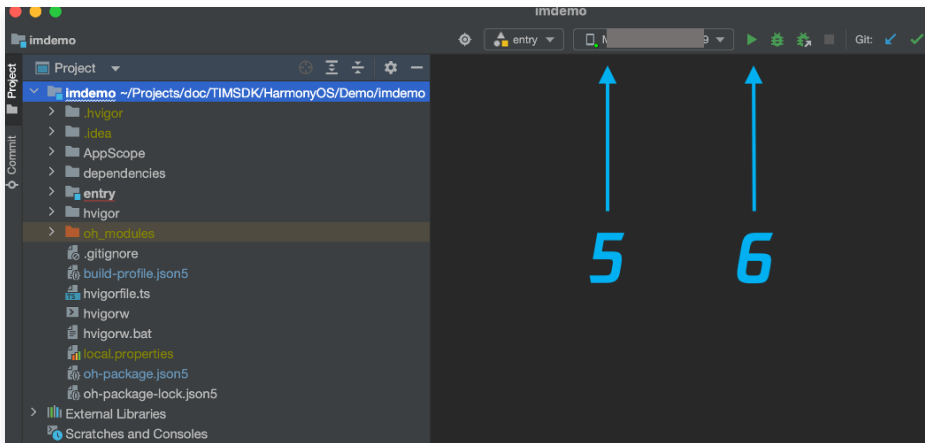 imdemo
imdemo
entry
Git:
Project
Project
imdemo ~/Projects/doc/TIMSDK/HarmonyOS/Demo/imdemo
.hvigor
.idea
Commit
AppScope
dependencies
entry
hvigor
oh_modules
.gitignore
build-profile.json5
hvigorfile.ts
hvigorw
hvigorw.bat
local.properties
oh-package.json5
oh-package-lock.json5
External Libraries
Scratches and Consoles
5
6